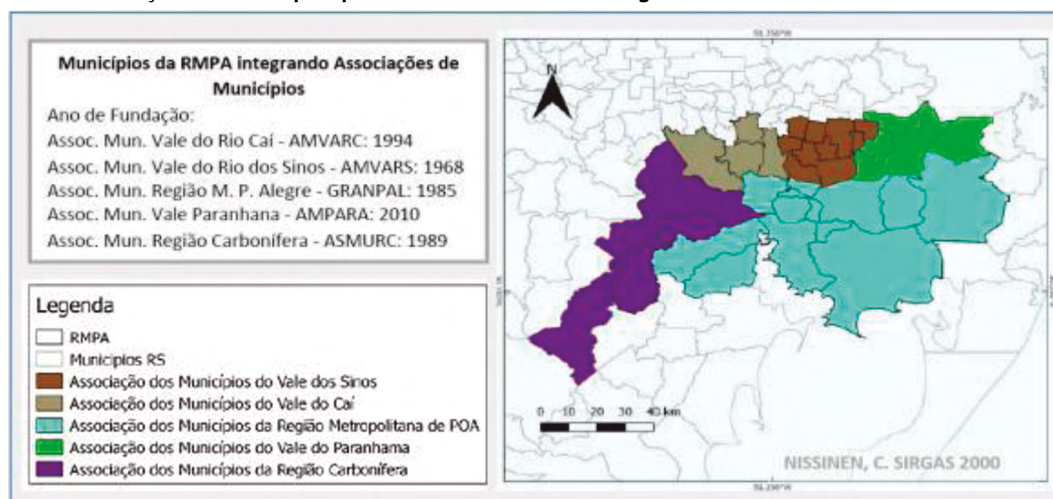 Municípios da RMPA integrando Associações de
Municípios
Ano de Fundação:
Assoc. Mun. Vale do Rio Caí - AMVARC: 1994
Assoc. Mun. Vale do Rio dos Sinos - AMVARS: 1968
Assoc. Mun. Região M. P. Alegre - GRANPAL: 1985
Assoc. Mun. Vale Paranhana - AMPARA: 2010
Assoc. Mun. Região Carbonífera - ASMURC: 1989
Legenda
RMPA
Municipios RS
Associação dos Municípios do Vale dos Sinos
Associação dos Municípios do Vale do Caí
Associação dos Municípios da Região Metropolitana de POA
Associação dos Municípios do Vale do Paranhama
Associação dos Municípios da Região Carbonífera
N
0 10 20 30 40 km
NISSINEN, C. SIRGAS 2000